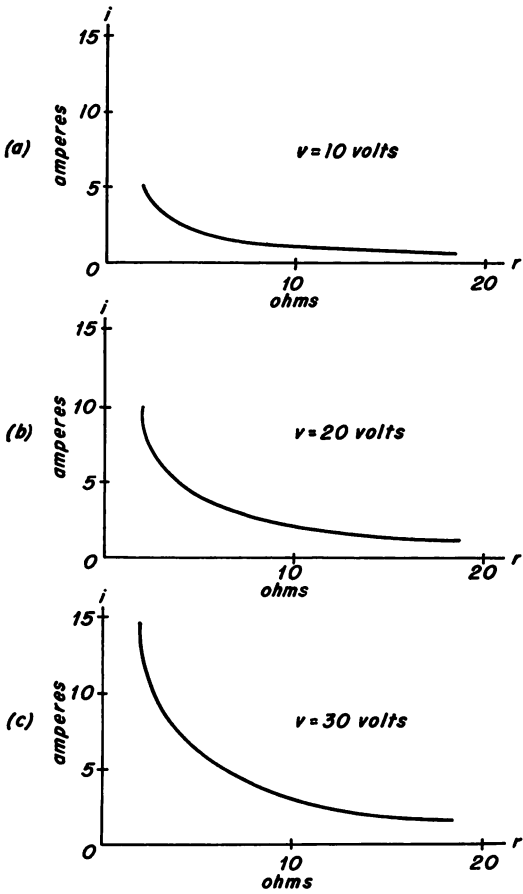 i
15
10
5
0
amperes
(a)
v = 10 volts
10
20
r
ohms
i
15
10
5
0
amperes
(b)
v = 20 volts
10
20
r
ohms
i
15
10
5
0
amperes
(c)
v = 30 volts
10
20
r
ohms